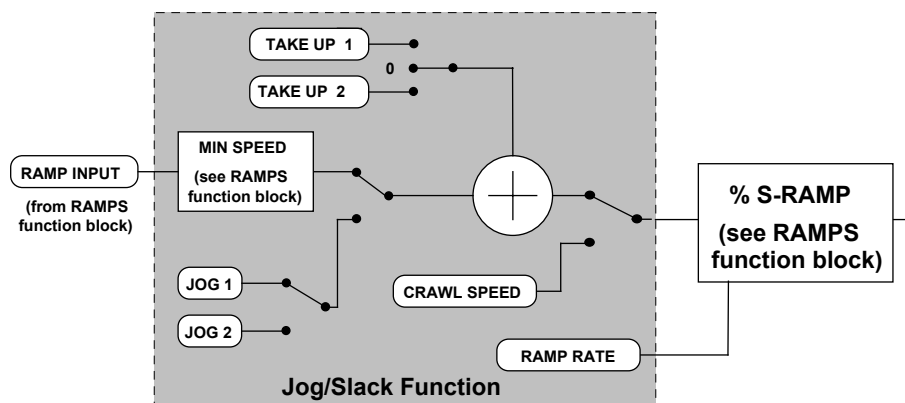 TAKE UP 1
0
TAKE UP 2
MIN SPEED
(see RAMPS
function block)
RAMP INPUT
(from RAMPS
function block)
% S-RAMP
(see RAMPS
function block)
JOG 1
CRAWL SPEED
JOG 2
RAMP RATE
Jog/Slack Function